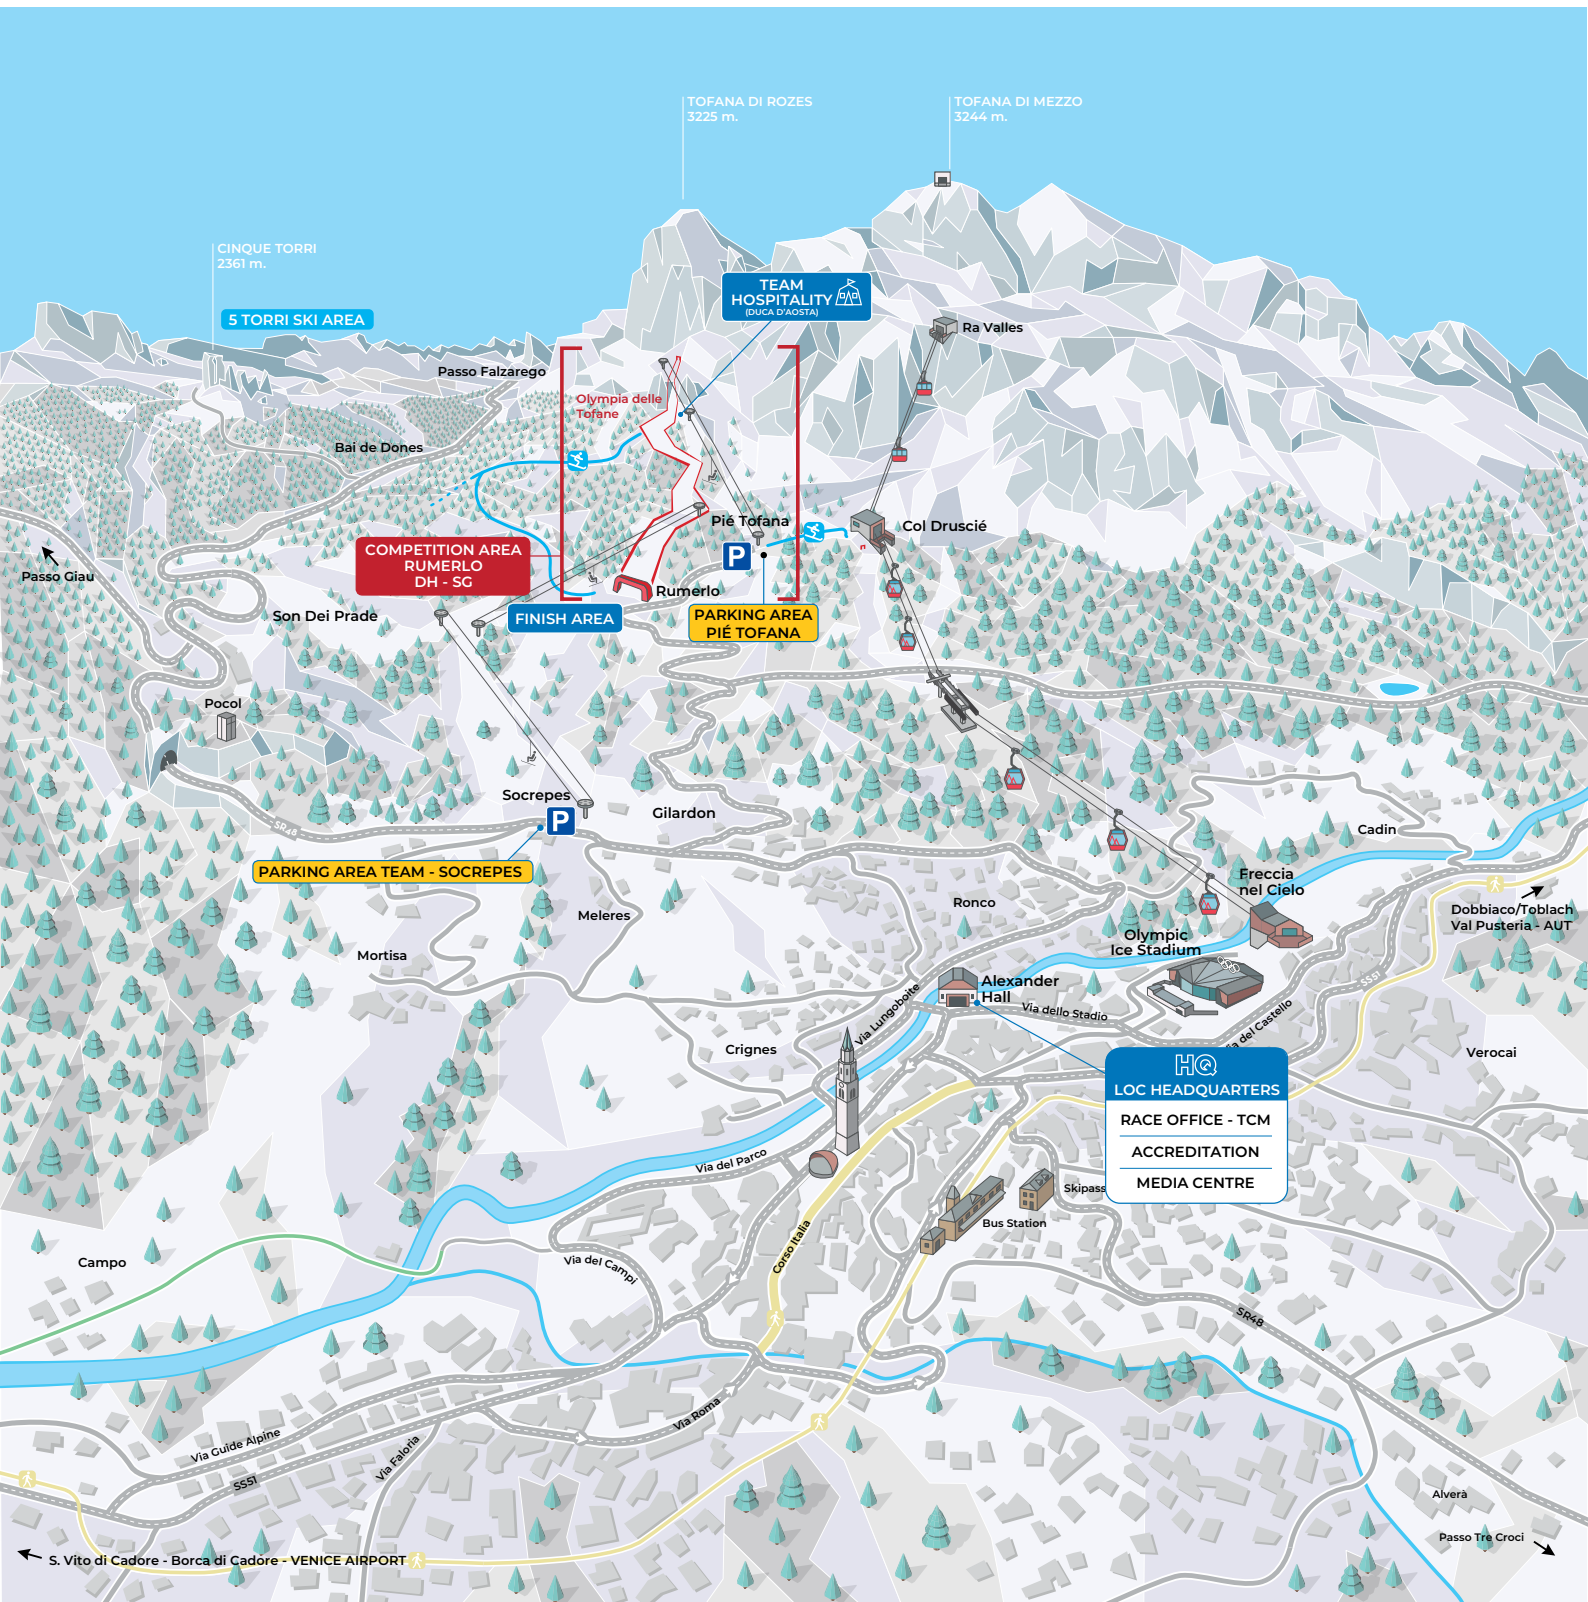 TOFANA DI ROZES
3225 m.
TOFANA DI MEZZO
3244 m.
CINQUE TORRI
2361 m.
5 TORRI SKI AREA
TEAM
HOSPITALITY
(DUCA D'AOSTA)
Ra Valles
Passo Falzarego
Olympia delle
Tofane
Bai de Dones
Pié Tofana
Col Druscié
P
COMPETITION AREA
RUMERLO
DH - SG
Passo Giau
Rumerlo
Son Dei Prade
FINISH AREA
PARKING AREA
PIÉ TOFANA
Pocol
Socrepes
P
Gilardon
SR48
Cadin
PARKING AREA TEAM - SOCREPES
Freccia
nel Cielo
Ronco
Meleres
Dobbiaco/Toblach
Val Pusteria - AUT
Olympic
Ice Stadium
Mortisa
SS51
Alexander
Hall
Via Lungoboite
Via dello Stadio
Via del Castello
Crignes
Verocai
HQ
LOC HEADQUARTERS
RACE OFFICE - TCM
ACCREDITATION
MEDIA CENTRE
Via del Parco
Skipass
Bus Station
Corso Italia
Campo
Via dei Campi
SR48
Via Roma
Via Guide Alpine
Via Faloria
SS51
Alverà
Passo Tre Croci
S. Vito di Cadore - Borca di Cadore - VENICE AIRPORT